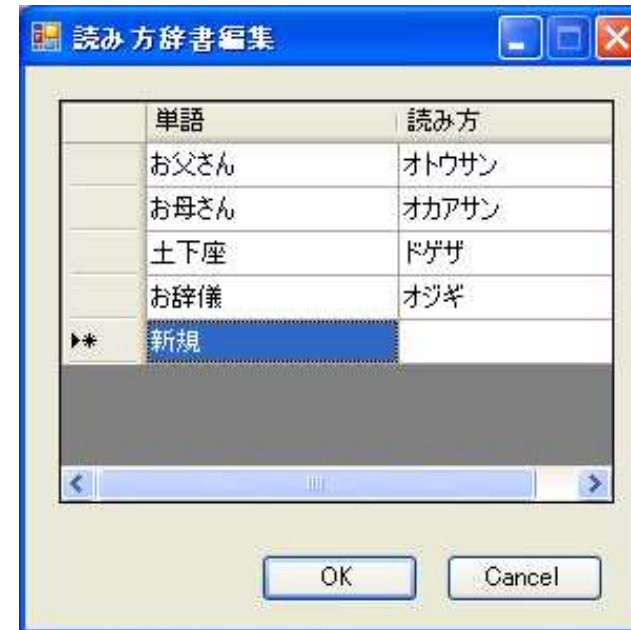 読み方辞書編集
単語 読み方
お父さん オトウサン
お母さん オカアサン
土下座 ドゲザ
お辞儀 オジギ
新規
OK Cancel